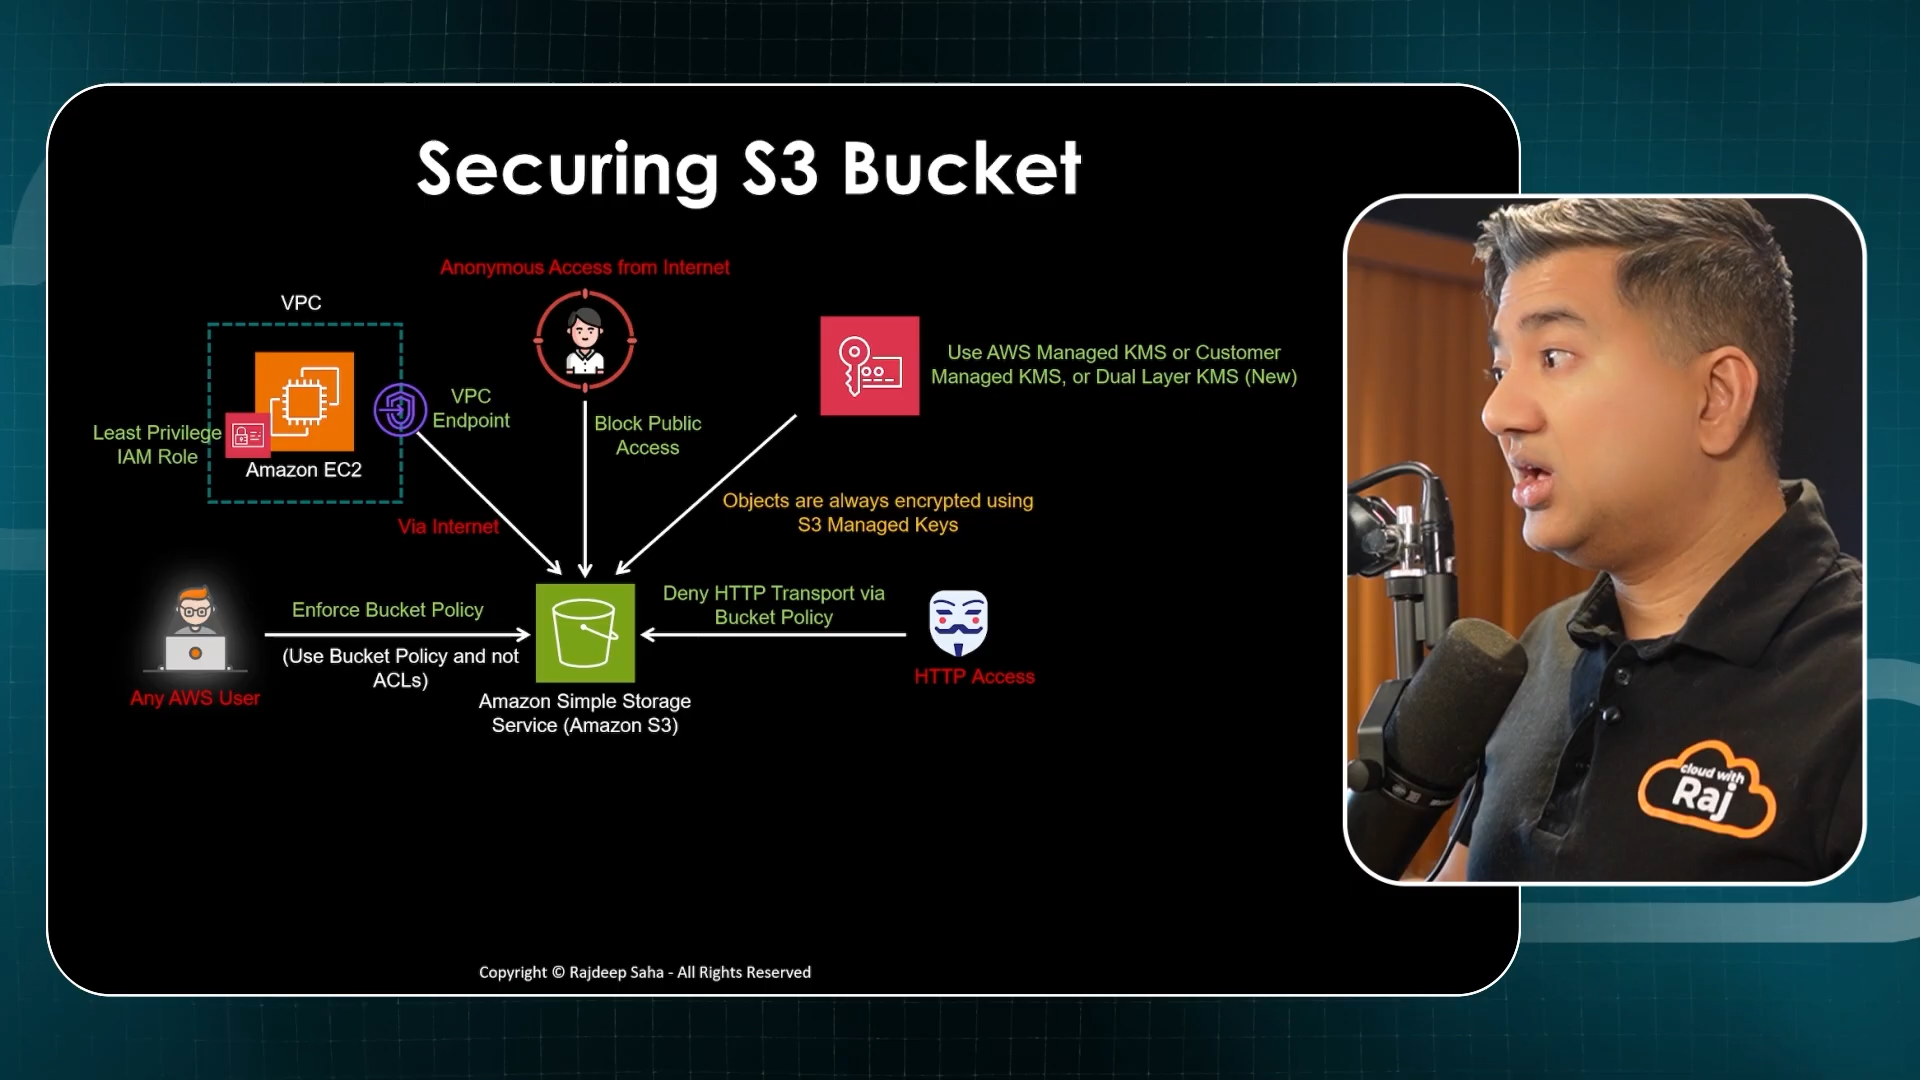 Securing S3 Bucket
Anonymous Access from Internet
VPC
Use AWS Managed KMS or Customer
Managed KMS, or Dual Layer KMS (New)
VPC
Endpoint
Block Public
Access
Least Privilege
IAM Role
Amazon EC2
Objects are always encrypted using
S3 Managed Keys
Via Internet
Enforce Bucket Policy
(Use Bucket Policy and not
ACLs)
Deny HTTP Transport via
Bucket Policy
Any AWS User
HTTP Access
Amazon Simple Storage
Service (Amazon S3)
cloud with
Raj
Copyright © Rajdeep Saha - All Rights Reserved